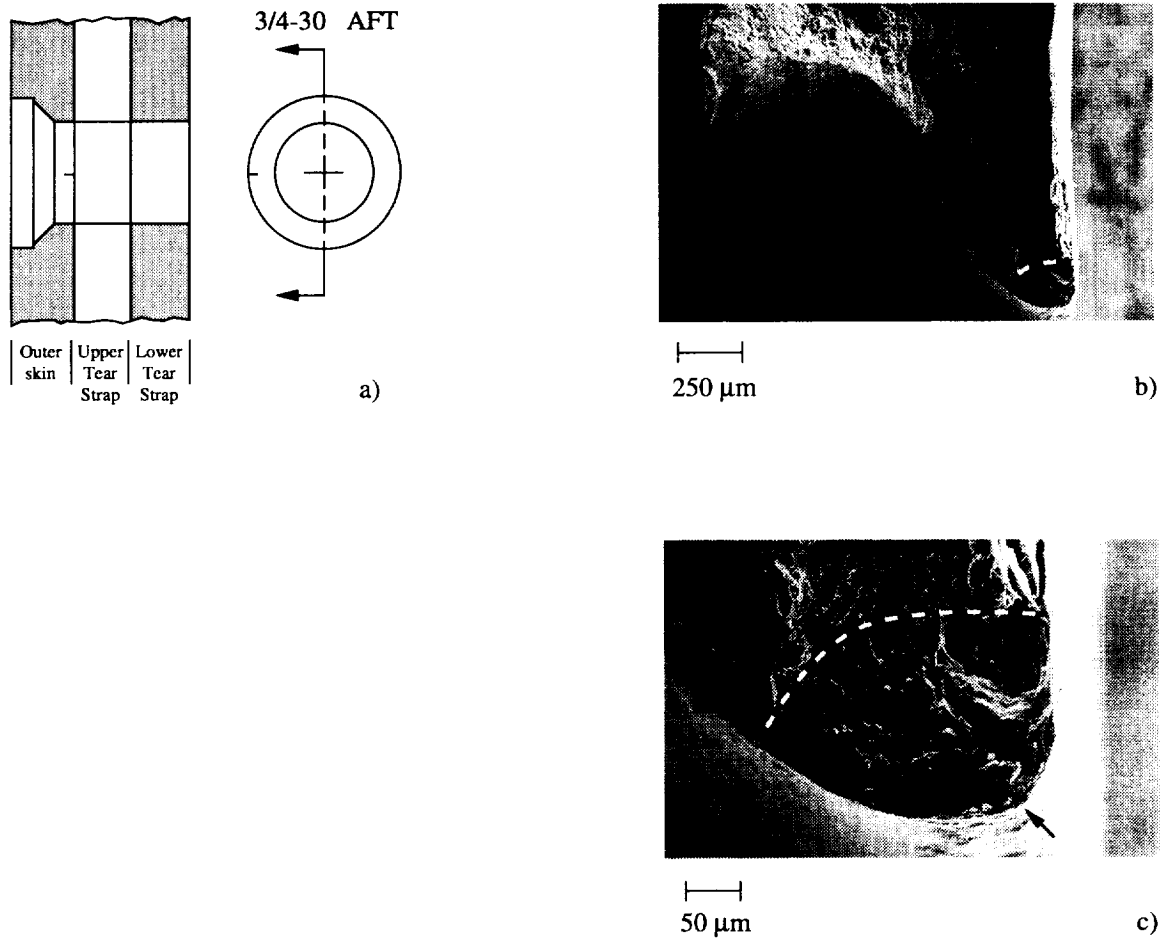 3/4-30 AFT
Outer
skin
Upper
Tear
Strap
Lower
Tear
Strap
a)
250 µm
b)
50 µm
c)